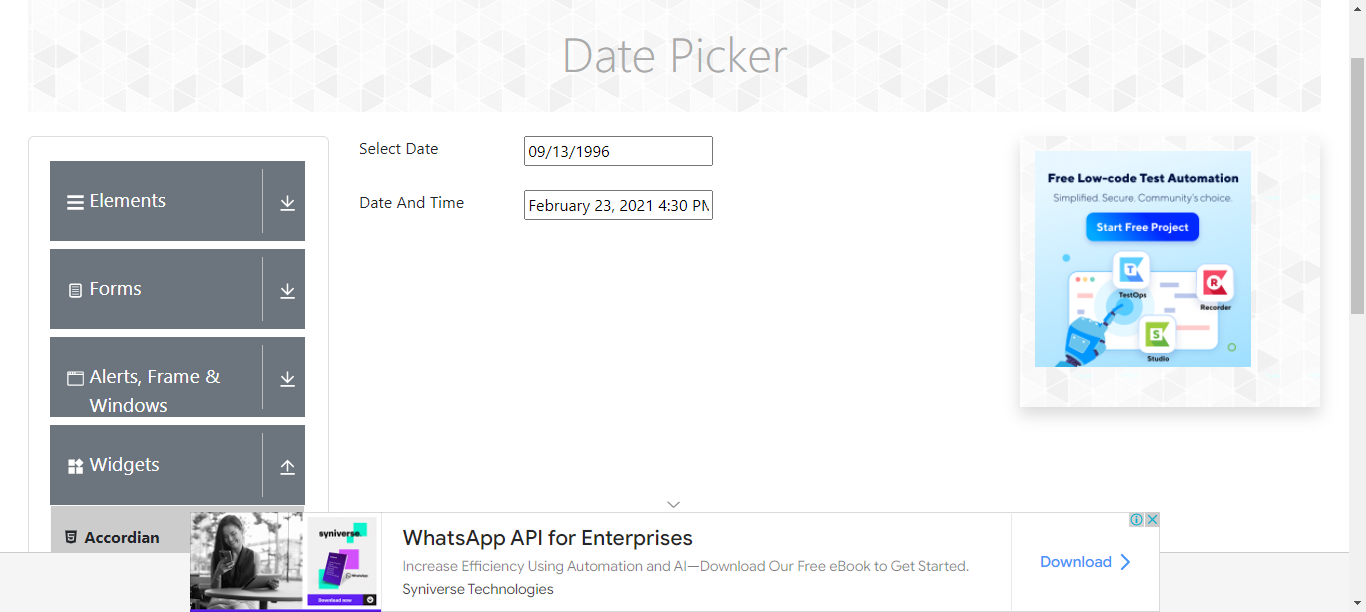 Date Picker
Elements
Forms
Alerts, Frame &
Windows
Widgets
Accordian
Select Date
09/13/1996
Date And Time
February 23, 2021 4:30 PM
Free Low-code Test Automation
Simplified. Secure. Community's choice.
Start Free Project
TestOps
Recorder
Studio
syniverse.
WhatsApp
Download now
WhatsApp API for Enterprises
Increase Efficiency Using Automation and AI—Download Our Free eBook to Get Started.
Syniverse Technologies
Download